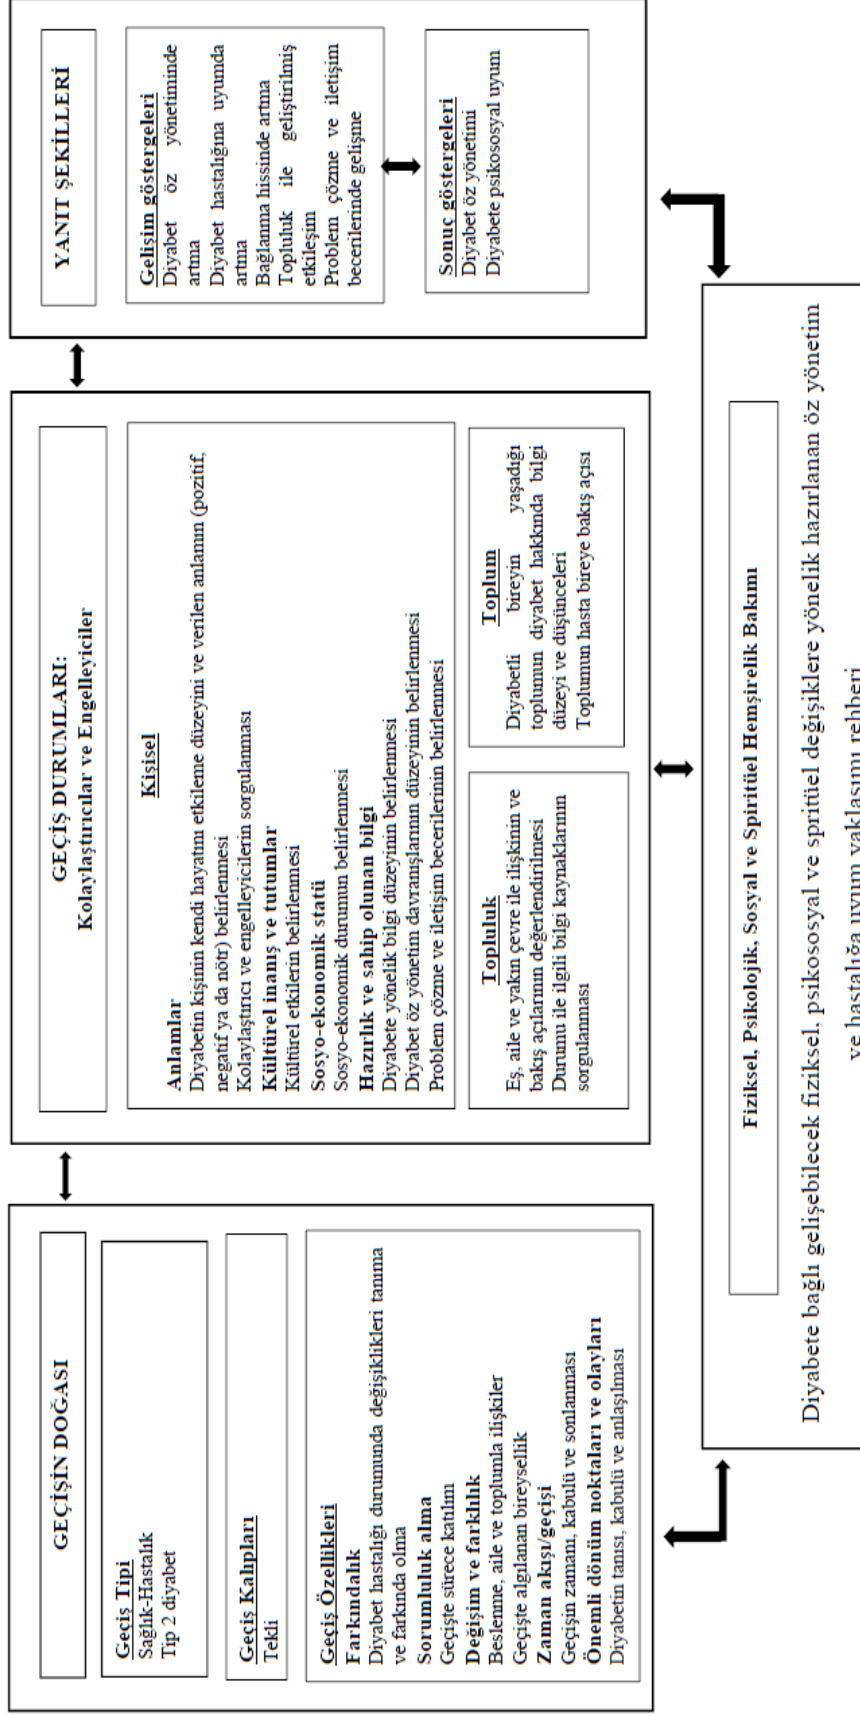 GEÇİŞİN DOĞASI
Geçiş Tipi
Sağlık-Hastalık
Tip 2 diyabet
Geçiş Kalıpları
Tekli
Geçiş Özellikleri
Farkındalık
Diyabet hastalığı durumunda değişiklikleri tanıma
ve farkında olma
Sorumluluk alma
Geçişte sürece katılım
Değişim ve farklılık
Beslenme, aile ve toplumla ilişkiler
Geçişte algılanan bireysellik
Zaman akışı/geçişi
Geçişin zamanı, kabulü ve sonlanması
Önemli dönüm noktaları ve olayları
Diyabetin tanısı, kabulü ve anlaşılması
GEÇİŞ DURUMLARI:
Kolaylaştırıcılar ve Engelleyiciler
Kişisel
Anlamlar
Diyabetin kişinin kendi hayatını etkileme düzeyini ve verilen anlamın (pozitif,
negatif ya da nötr) belirlenmesi
Kolaylaştırıcı ve engelleyicilerin sorgulanması
Kültürel inanış ve tutumlar
Kültürel etkilerin belirlenmesi
Sosyo-ekonomik statü
Sosyo-ekonomik durumun belirlenmesi
Hazırlık ve sahip olunan bilgi
Diyabete yönelik bilgi düzeyinin belirlenmesi
Diyabet öz yönetim davranışlarının düzeyinin belirlenmesi
Problem çözme ve iletişim becerilerinin belirlenmesi
Topluluk
Eş, aile ve yakın çevre ile ilişkinin ve
bakış açılarının değerlendirilmesi
Durumu ile ilgili bilgi kaynaklarının
sorgulanması
Toplum
Diyabetli bireyin yaşadığı
toplumun diyabet hakkında bilgi
düzeyi ve düşünceleri
Toplumun hasta bireye bakış açısı
YANIT ŞEKİLLERİ
Gelişim göstergeleri
Diyabet öz yönetiminde
artma
Diyabet hastalığına uyumda
artma
Bağlanma hissinde artma
Topluluk ile geliştirilmiş
etkileşim
Problem çözme ve iletişim
becerilerinde gelişme
Sonuç göstergeleri
Diyabet öz yönetimi
Diyabete psikososyal uyum
Fiziksel, Psikolojik, Sosyal ve Spiritüel Hemşirelik Bakımı
Diyabete bağlı gelişebilecek fiziksel, psikososyal ve spritüel değişiklere yönelik hazırlanan öz yönetim
ve hastalığa uyum yaklaşımı rehberi